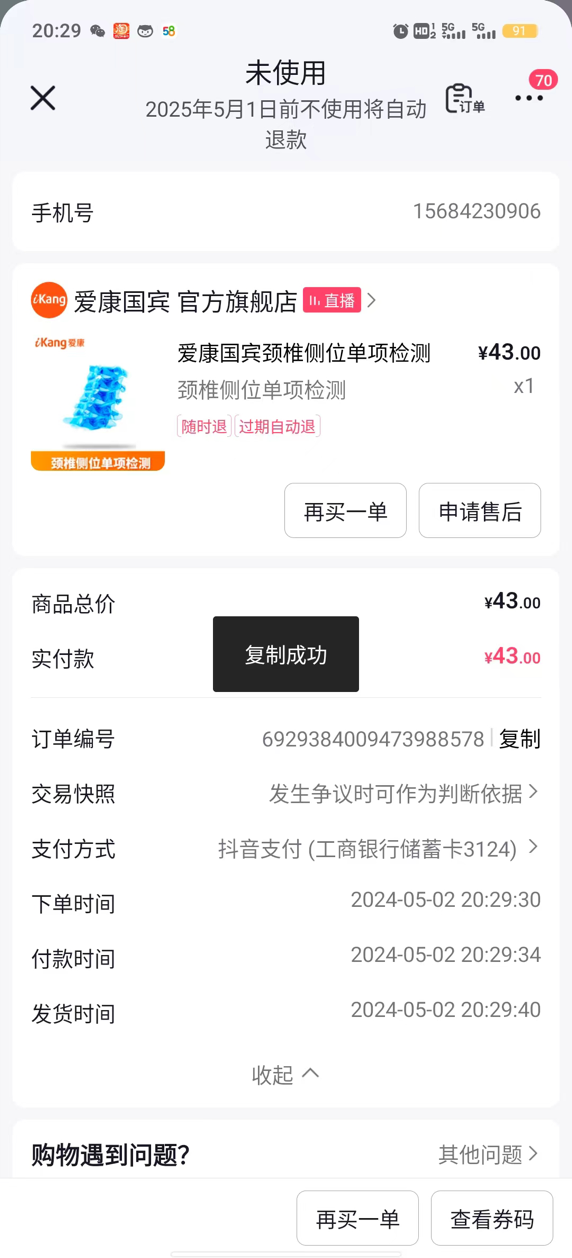 20:29
58
HD 1 2 5G 5G 91
未使用
2025年5月1日前不使用将自动
退款
订单
70
手机号 15684230906
iKang 爱康国宾 官方旗舰店 直播
iKang爱康
颈椎侧位单项检测
爱康国宾颈椎侧位单项检测 ¥43.00
颈椎侧位单项检测 x1
随时退 过期自动退
再买一单 申请售后
商品总价 ¥43.00
实付款 ¥43.00
复制成功
订单编号 6929384009473988578 复制
交易快照 发生争议时可作为判断依据
支付方式 抖音支付 (工商银行储蓄卡3124)
下单时间 2024-05-02 20:29:30
付款时间 2024-05-02 20:29:34
发货时间 2024-05-02 20:29:40
收起
购物遇到问题? 其他问题
再买一单 查看券码